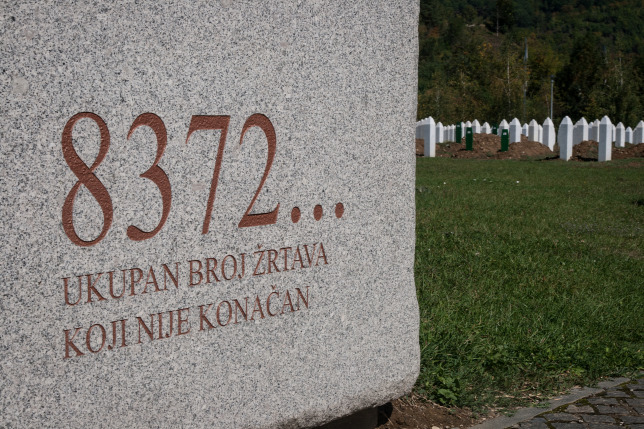 8372...
UKUPAN BROJ ŽRTAVA
KOJI NIJE KONAČAN